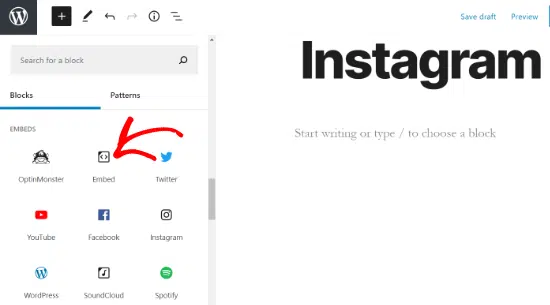 Save draft Preview
Search for a block
Blocks Patterns
EMBEDS
OptinMonster Embed Twitter
YouTube Facebook Instagram
WordPress SoundCloud Spotify
Instagram
Start writing or type / to choose a block